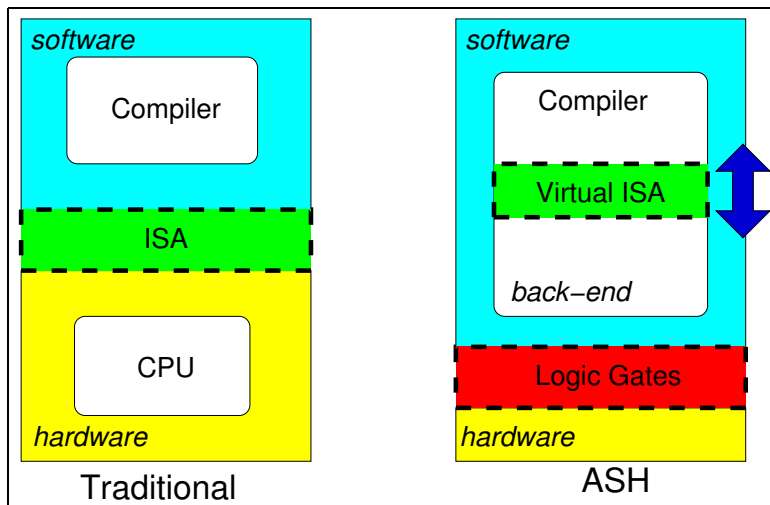 software
Compiler
ISA
CPU
hardware
Traditional
software
Compiler
Virtual ISA
back−end
Logic Gates
hardware
ASH